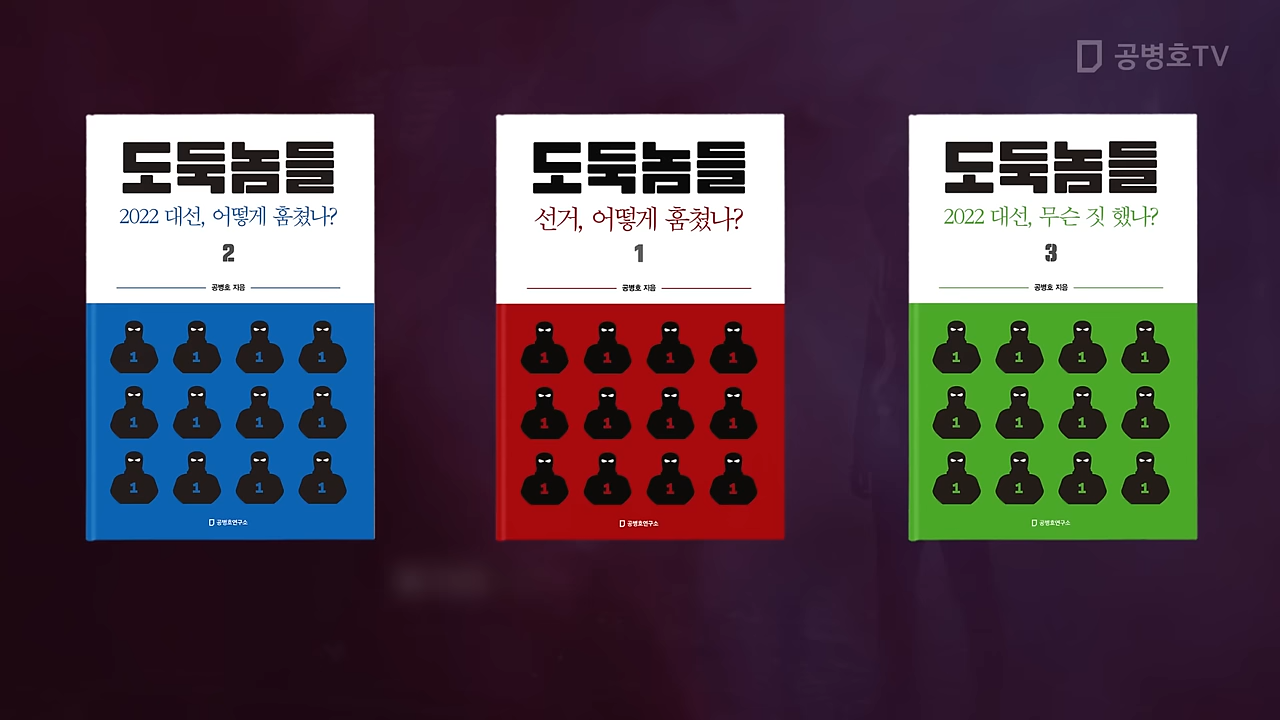 공병호TV
도둑놈들
2022 대선, 어떻게 훔쳤나?
2
공병호 지음
1 1 1 1
1 1 1 1
1 1 1 1
공병호연구소
도둑놈들
선거, 어떻게 훔쳤나?
1
공병호 지음
1 1 1 1
1 1 1 1
1 1 1 1
공병호연구소
도둑놈들
2022 대선, 무슨 짓 했나?
3
공병호 지음
1 1 1 1
1 1 1 1
1 1 1 1
공병호연구소